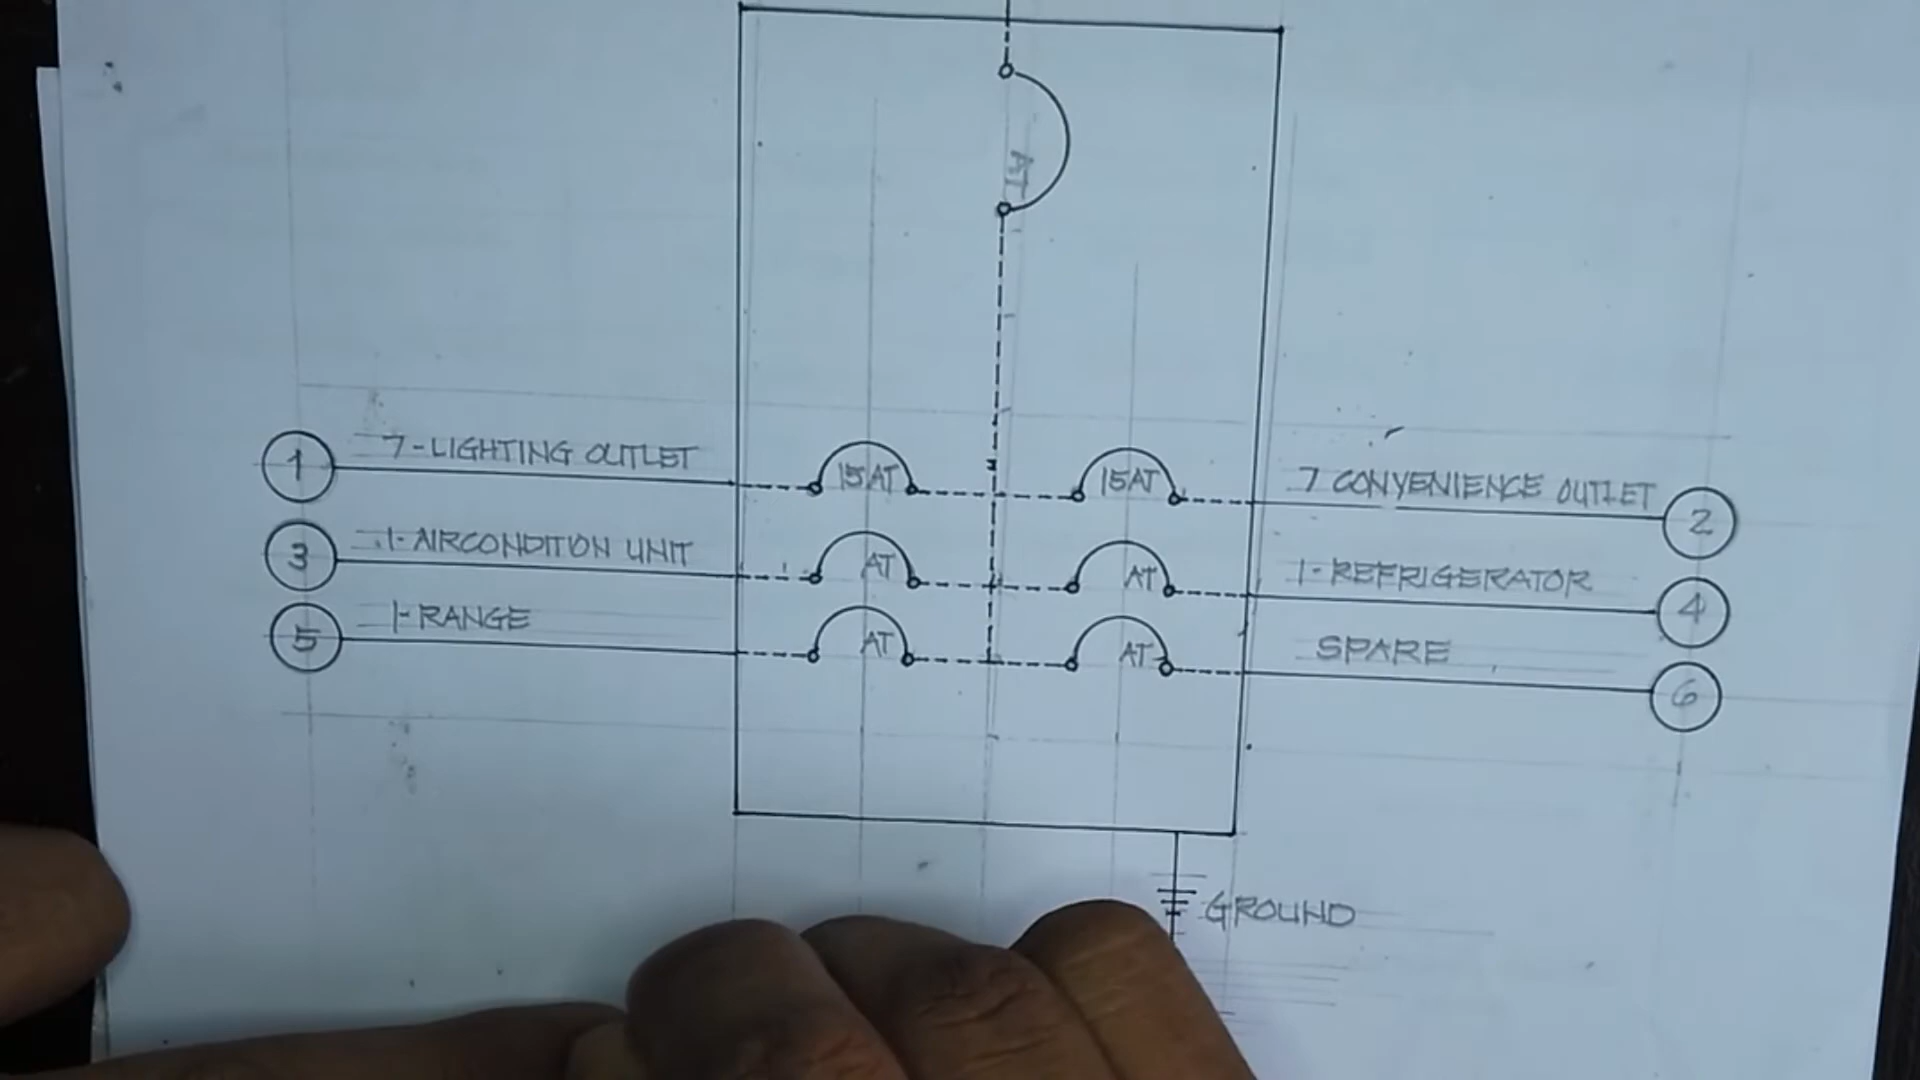 AT
1 7-LIGHTING OUTLET 15AT 15AT 7 CONVENIENCE OUTLET 2
3 1-AIRCONDITION UNIT AT AT 1-REFRIGERATOR 4
5 1-RANGE AT AT SPARE 6
GROUND